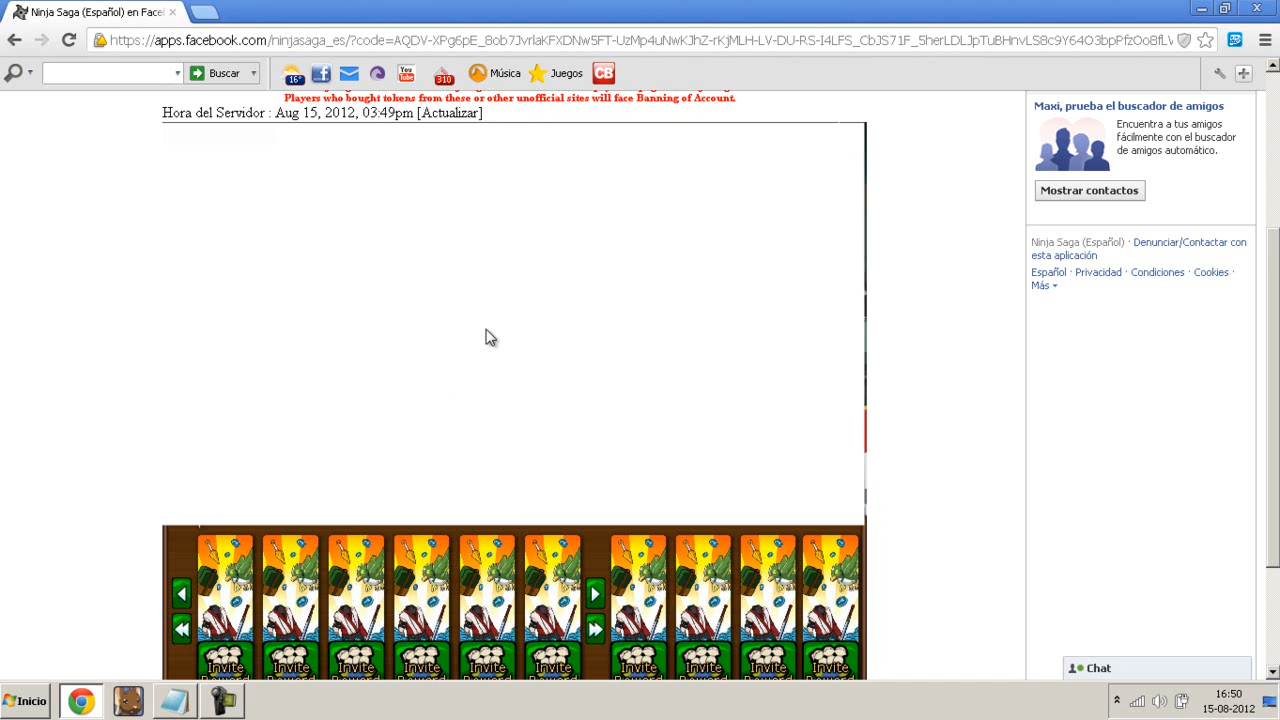 Ninja Saga (Español) en Face
https://apps.facebook.com/ninjasaga_es/?code=AQDV-XPg6pE_8ob7JvrlaKFXDNw5FT-UzMp4uNwKJhZ-rKjMLH-LV-DU-RS-I4LFS_CbJS71F_5herLDLJpTuBHnvLS8c9Y64O3bpPfzOo8fLV
Buscar
16°
You Tube
310
Música
Juegos
CB
Players who bought tokens from these or other unofficial sites will face Banning of Account.
Hora del Servidor : Aug 15, 2012, 03:49pm [Actualizar]
Maxi, prueba el buscador de amigos
Encuentra a tus amigos
fácilmente con el buscador
de amigos automático.
Mostrar contactos
Ninja Saga (Español) · Denunciar/Contactar con
esta aplicación
Español · Privacidad · Condiciones · Cookies ·
Más
Invite Invite Invite Invite Invite Invite Invite Invite Invite Invite
Chat
Inicio
16:50
15-08-2012